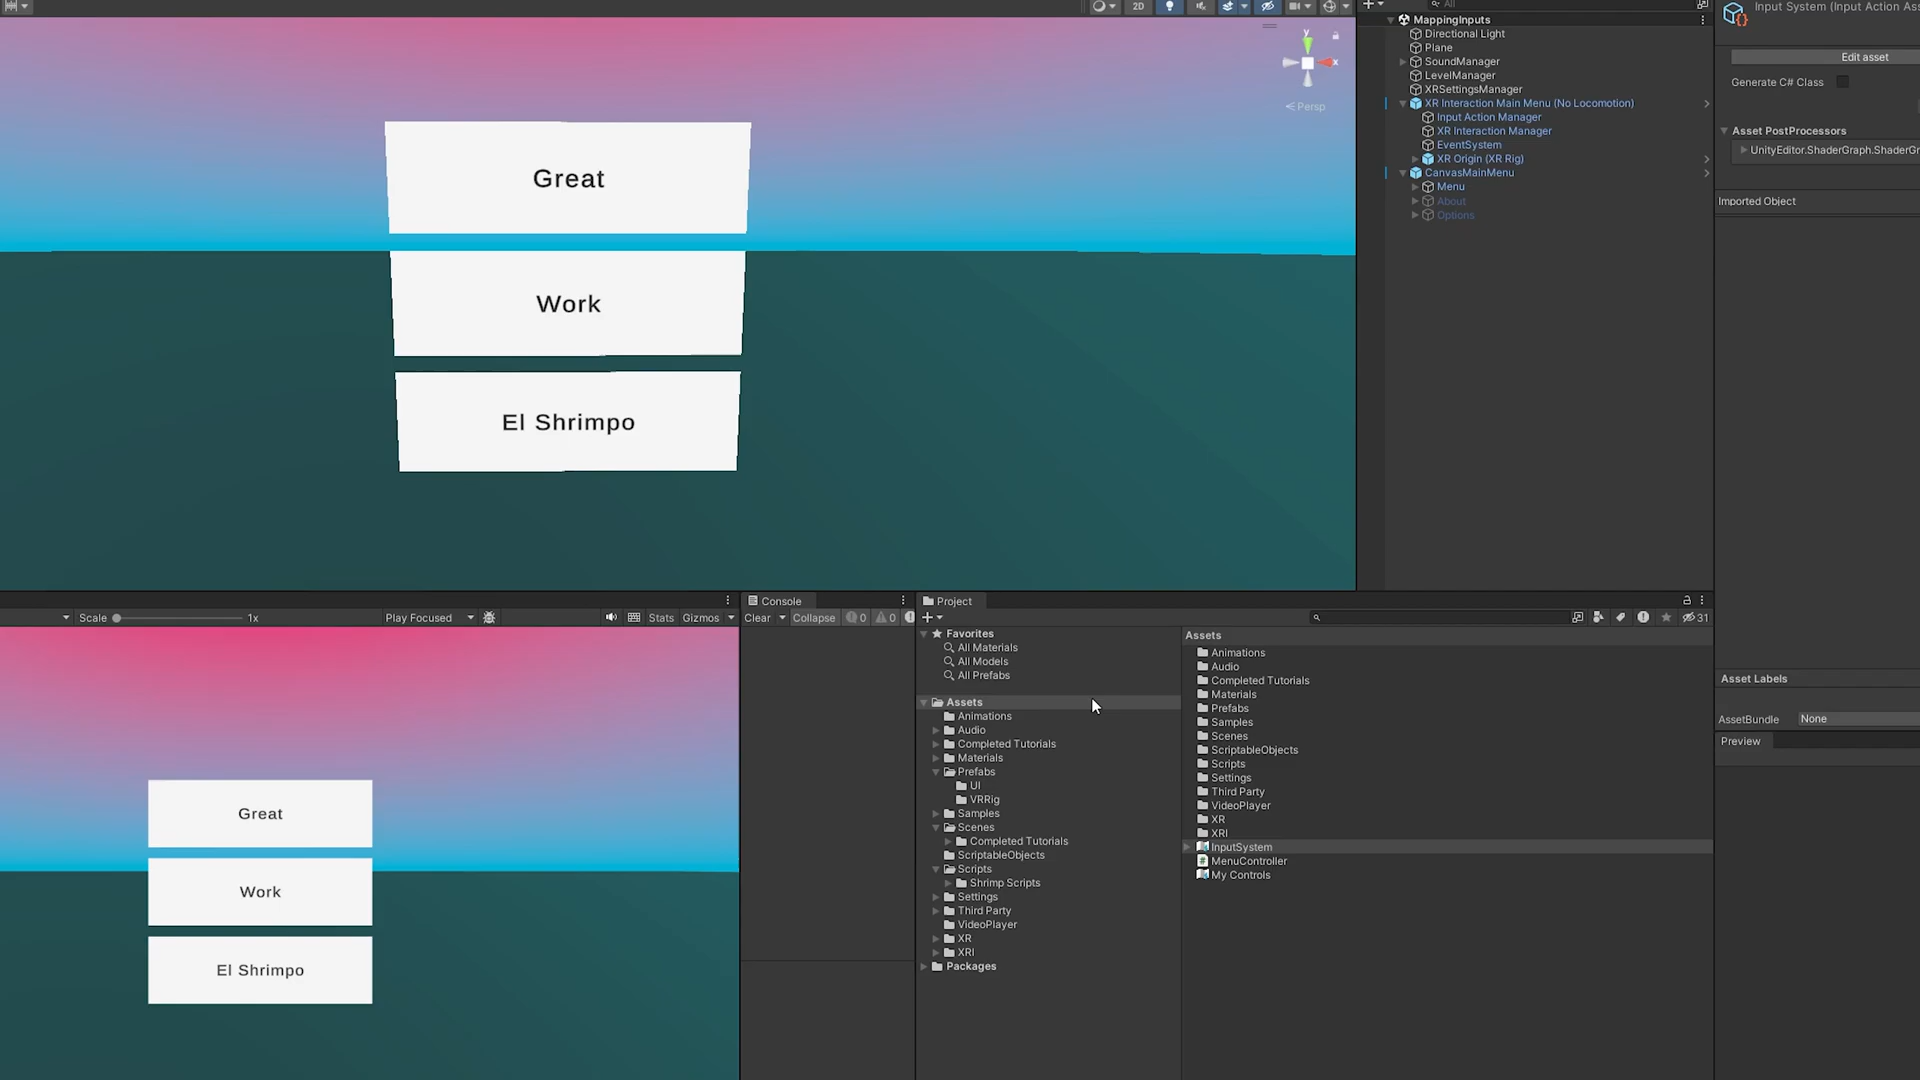 2D
All
Persp
Great
Work
El Shrimpo
MappingInputs
Directional Light
Plane
SoundManager
LevelManager
XRSettingsManager
XR Interaction Main Menu (No Locomotion)
Input Action Manager
XR Interaction Manager
EventSystem
XR Origin (XR Rig)
CanvasMainMenu
Menu
About
Options
Input System (Input Action As
Edit asset
Generate C# Class
Asset PostProcessors
UnityEditor.ShaderGraph.ShaderGr
Imported Object
Asset Labels
AssetBundle None
Preview
Scale 1x Play Focused Stats Gizmos
Great
Work
El Shrimpo
Console
Clear Collapse 0 0
Project
31
Favorites
All Materials
All Models
All Prefabs
Assets
Animations
Audio
Completed Tutorials
Materials
Prefabs
UI
VRRig
Samples
Scenes
Completed Tutorials
ScriptableObjects
Scripts
Shrimp Scripts
Settings
Third Party
VideoPlayer
XR
XRI
Packages
Assets
Animations
Audio
Completed Tutorials
Materials
Prefabs
Samples
Scenes
ScriptableObjects
Scripts
Settings
Third Party
VideoPlayer
XR
XRI
InputSystem
MenuController
My Controls